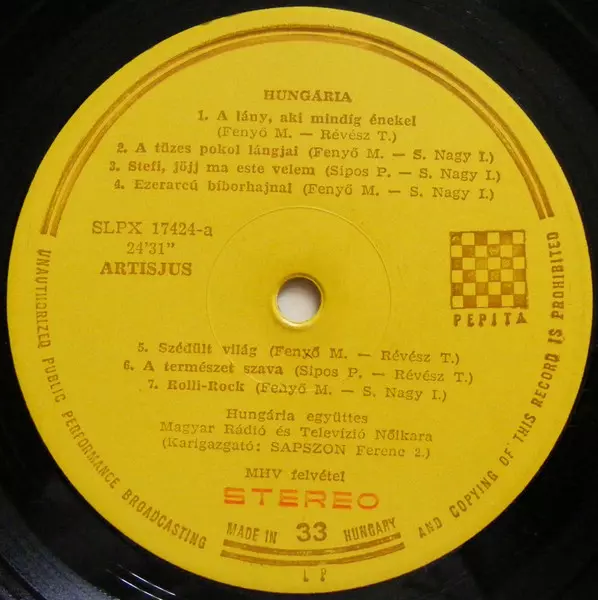 HUNGÁRIA
1. A lány, aki mindig énekel
(Fenyő M. — Révész T.)
2. A tüzes pokol lángjai (Fenyő M. — S. Nagy I.)
3. Stefi, jöjj ma este velem (Sipos P. — S. Nagy I.)
4. Ezerarcú bíborhajnal (Fenyő M. — S. Nagy I.)
SLPX 17424-a
24'31"
ARTISJUS
PEPITA
5. Szédült világ (Fenyő M. — Révész T.)
6. A természet szava (Sipos P. — Révész T.)
7. Rolli-Rock (Fenyő M. — S. Nagy I.)
Hungária együttes
Magyar Rádió és Televízió Nőikara
(Karigazgató: SAPSZON Ferenc 2.)
MHV felvétel
STEREO
UNAUTHORIZED PUBLIC PERFORMANCE BROADCASTING AND COPYING OF THIS RECORD IS PROHIBITED
MADE IN 33 HUNGARY
LP